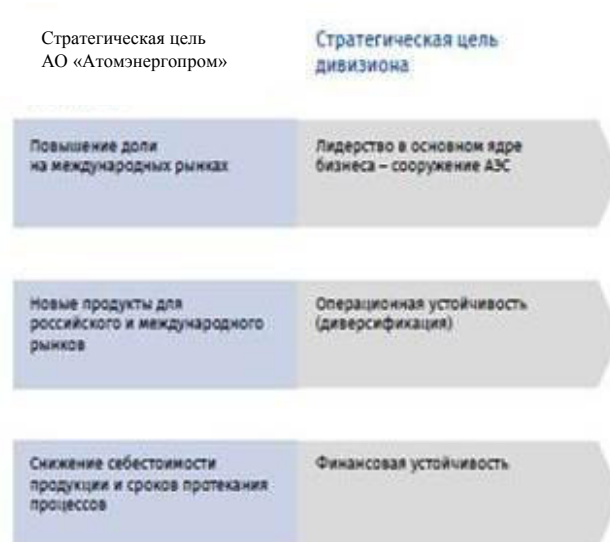 Стратегическая цель
АО «Атомэнергопром»
Стратегическая цель
дивизиона
Повышение доли
на международных рынках
Лидерство в основном ядре
бизнеса – сооружение АЭС
Новые продукты для
российского и международного
рынков
Операционная устойчивость
(диверсификация)
Снижение себестоимости
продукции и сроков протекания
процессов
Финансовая устойчивость